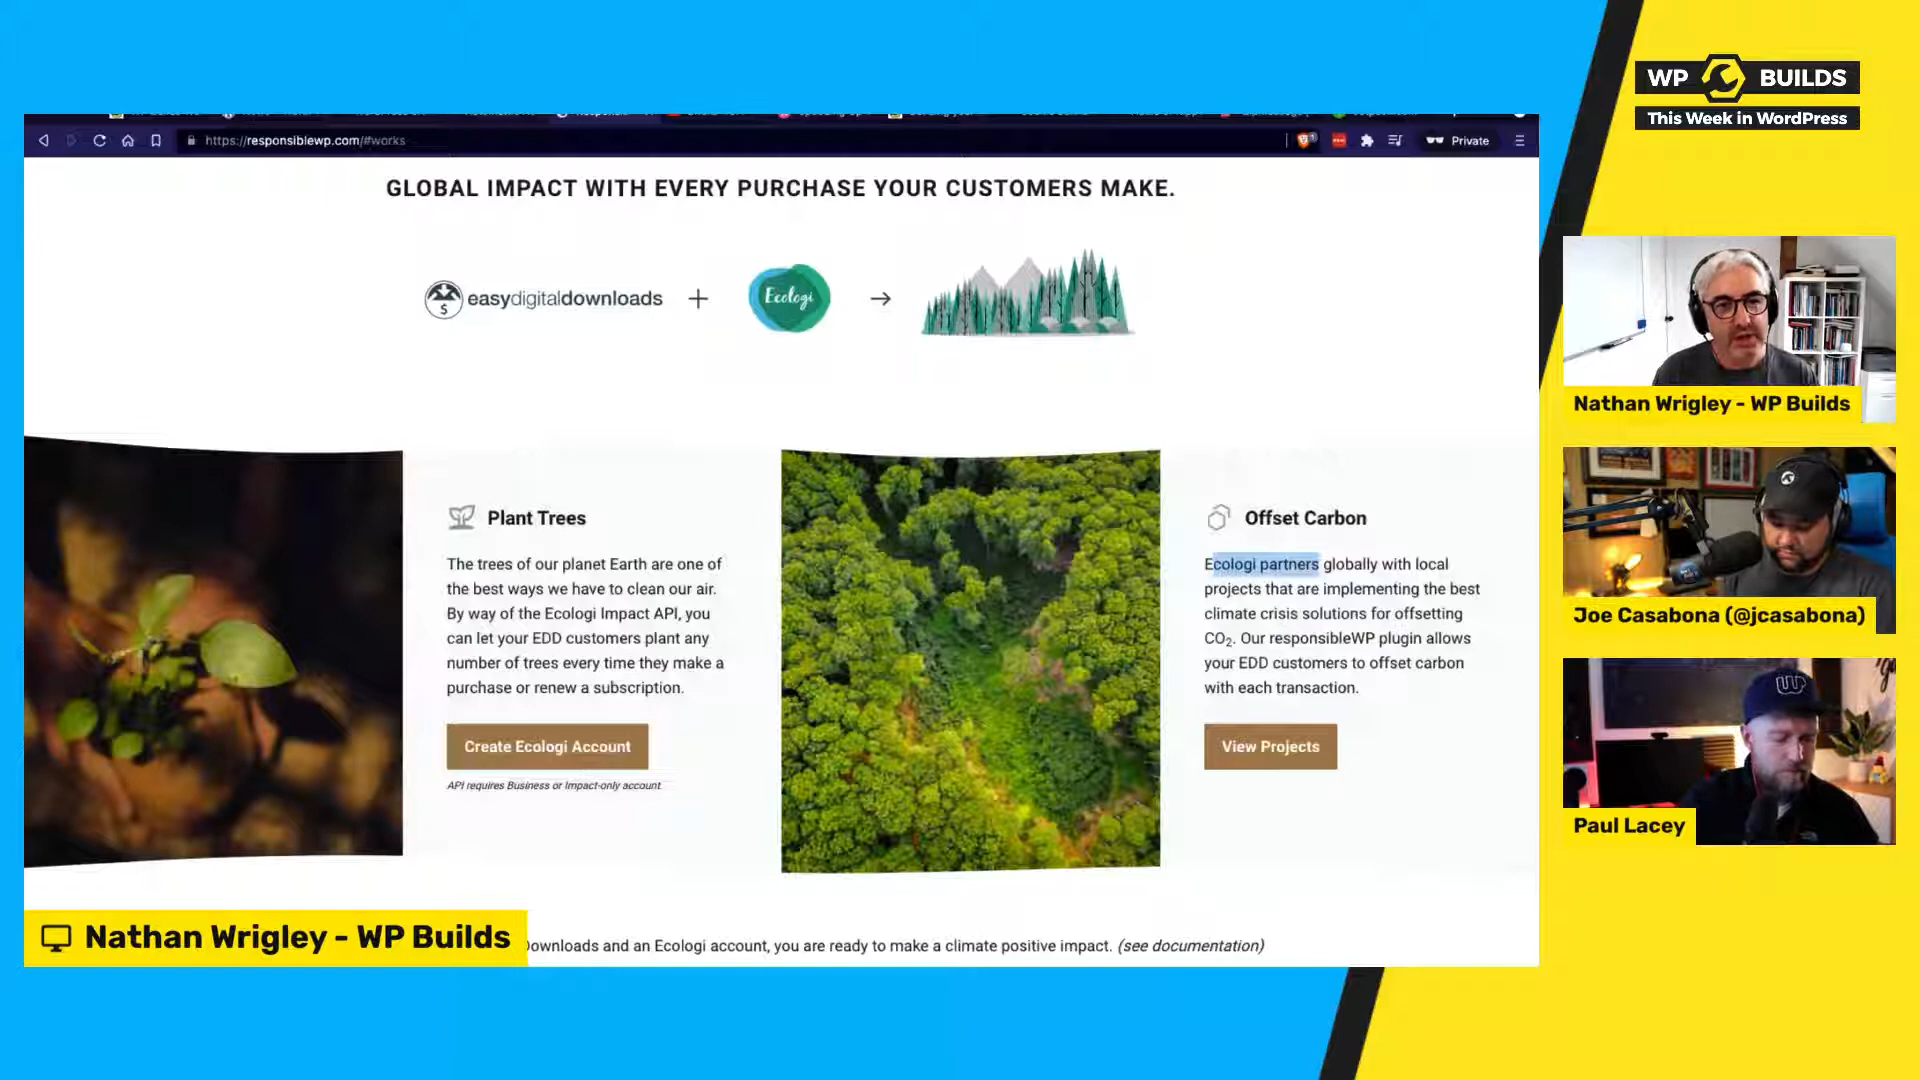 WP BUILDS
This Week in WordPress
https://responsiblewp.com/#works
Private
GLOBAL IMPACT WITH EVERY PURCHASE YOUR CUSTOMERS MAKE.
easydigitaldownloads + Ecologi →
Plant Trees
The trees of our planet Earth are one of
the best ways we have to clean our air.
By way of the Ecologi Impact API, you
can let your EDD customers plant any
number of trees every time they make a
purchase or renew a subscription.
Create Ecologi Account
API requires Business or Impact-only account
Offset Carbon
Ecologi partners globally with local
projects that are implementing the best
climate crisis solutions for offsetting
CO₂. Our responsibleWP plugin allows
your EDD customers to offset carbon
with each transaction.
View Projects
Downloads and an Ecologi account, you are ready to make a climate positive impact. (see documentation)
Nathan Wrigley - WP Builds
Nathan Wrigley - WP Builds
Joe Casabona (@jcasabona)
Paul Lacey